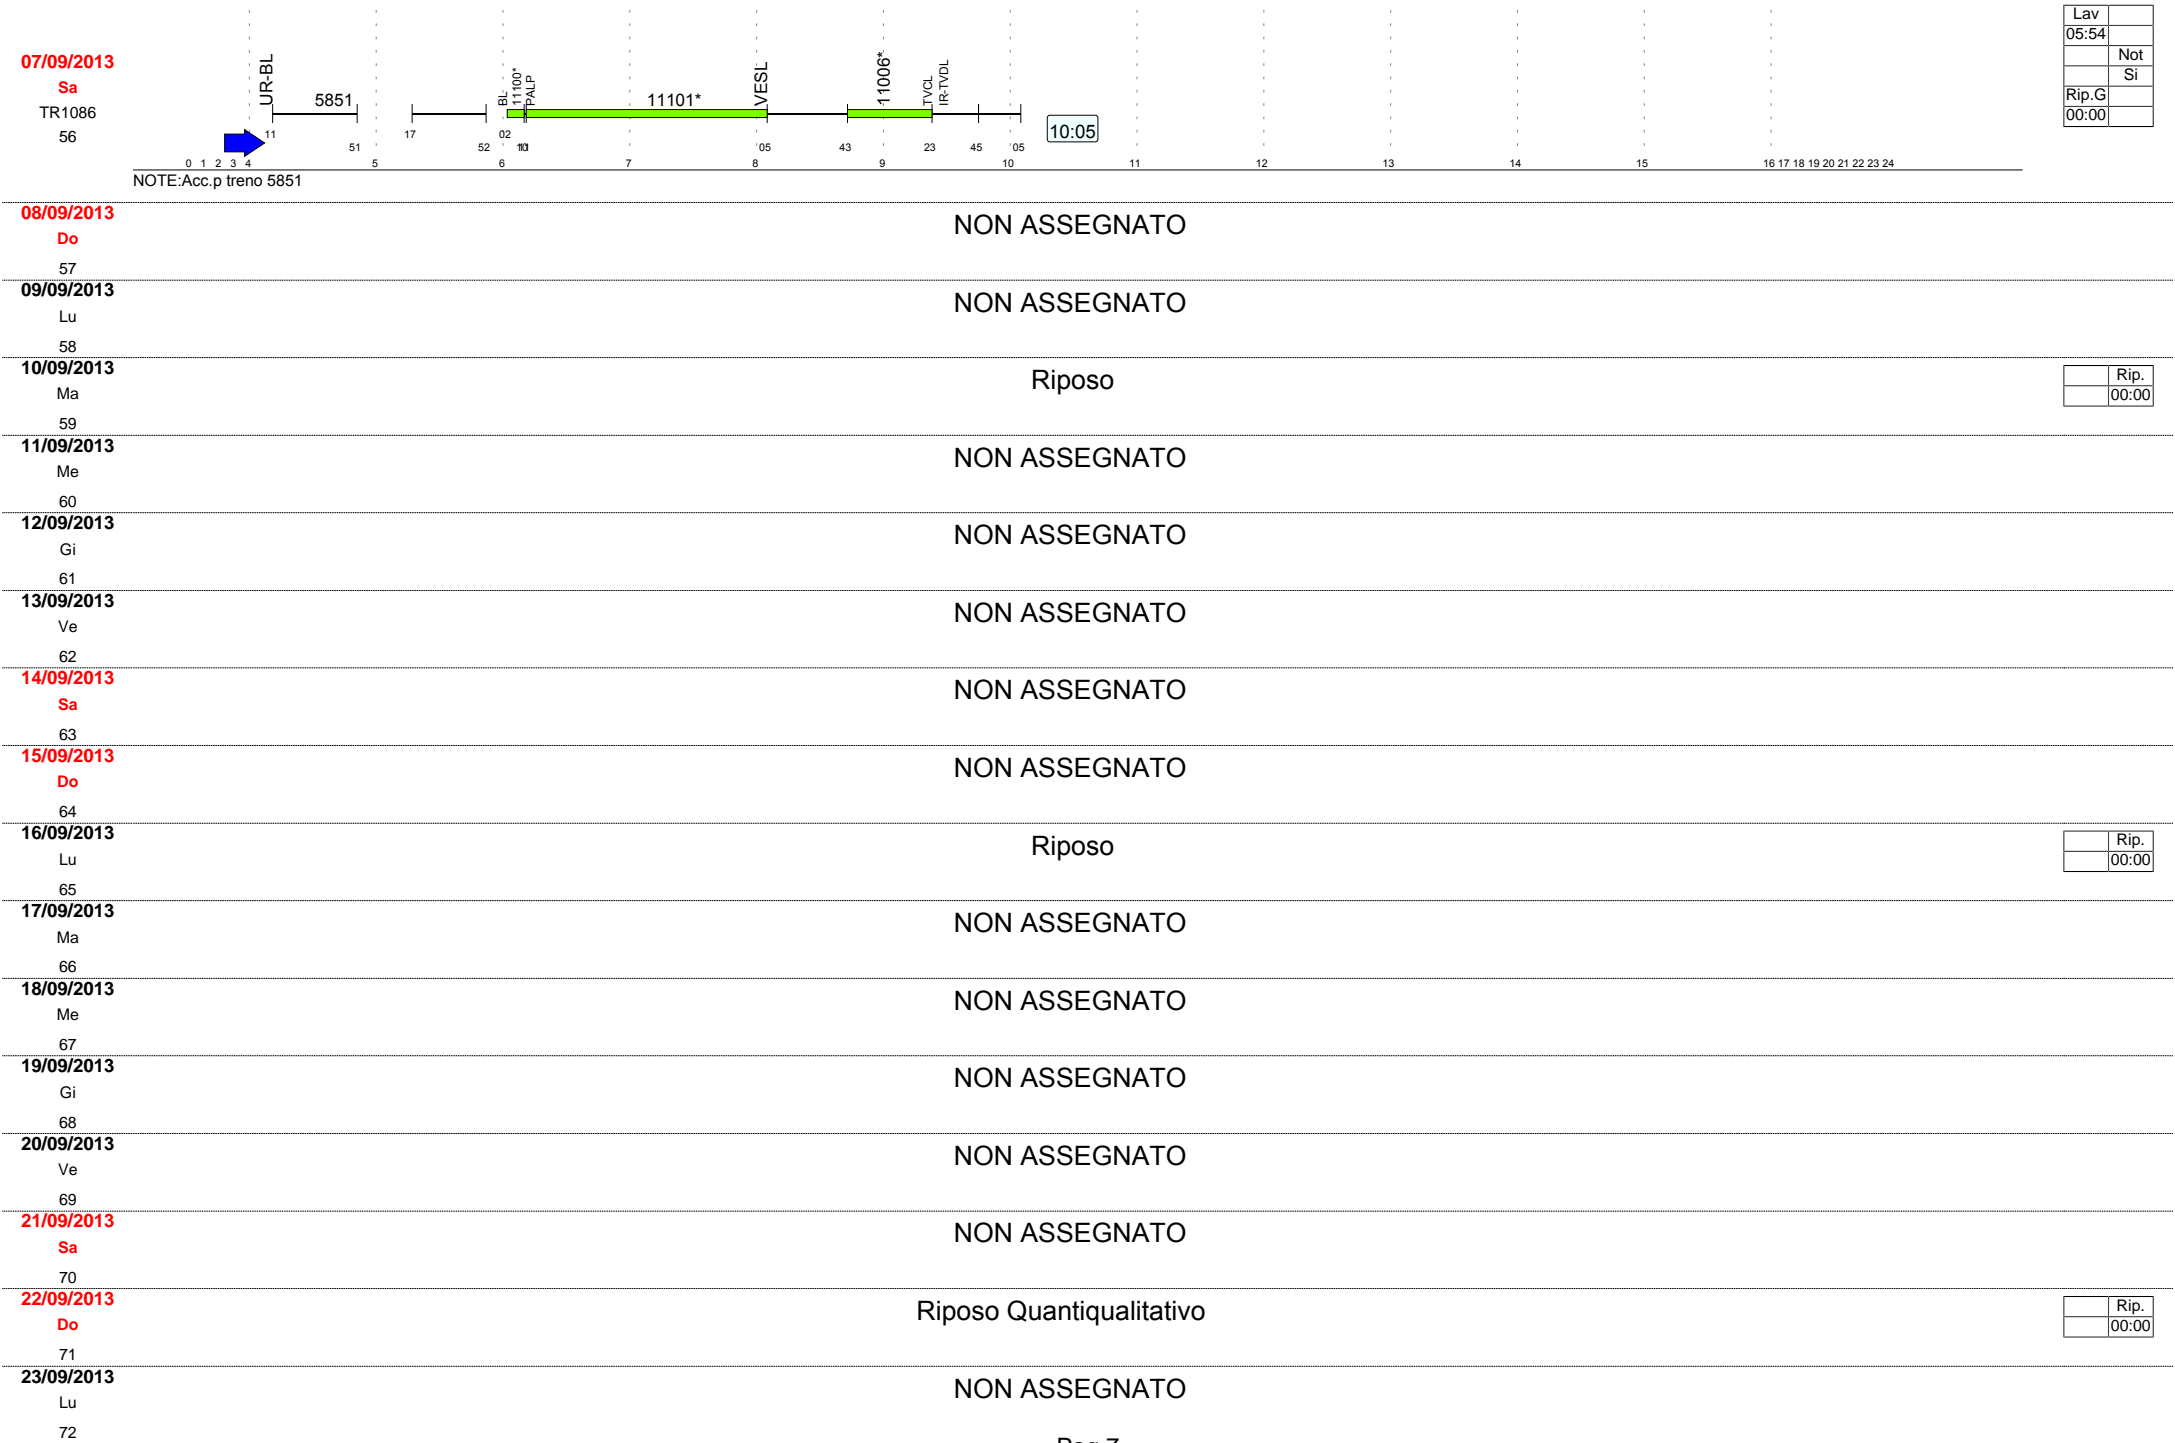 07/09/2013
Sa
TR1086
56
UR-BL
5851
BL
11100*
PALP
11101*
VESL
11006*
TVCL
IR-TVDL
11 51 17 52 02 05 43 23 45 05
10:05
0 1 2 3 4 5 6 7 8 9 10 11 12 13 14 15 16 17 18 19 20 21 22 23 24
NOTE:Acc.p treno 5851
Lav
05:54
Not
Si
Rip.G
00:00
08/09/2013
Do
57
NON ASSEGNATO
09/09/2013
Lu
58
NON ASSEGNATO
10/09/2013
Ma
59
Riposo
Rip.
00:00
11/09/2013
Me
60
NON ASSEGNATO
12/09/2013
Gi
61
NON ASSEGNATO
13/09/2013
Ve
62
NON ASSEGNATO
14/09/2013
Sa
63
NON ASSEGNATO
15/09/2013
Do
64
NON ASSEGNATO
16/09/2013
Lu
65
Riposo
Rip.
00:00
17/09/2013
Ma
66
NON ASSEGNATO
18/09/2013
Me
67
NON ASSEGNATO
19/09/2013
Gi
68
NON ASSEGNATO
20/09/2013
Ve
69
NON ASSEGNATO
21/09/2013
Sa
70
NON ASSEGNATO
22/09/2013
Do
71
Riposo Quantiqualitativo
Rip.
00:00
23/09/2013
Lu
72
NON ASSEGNATO